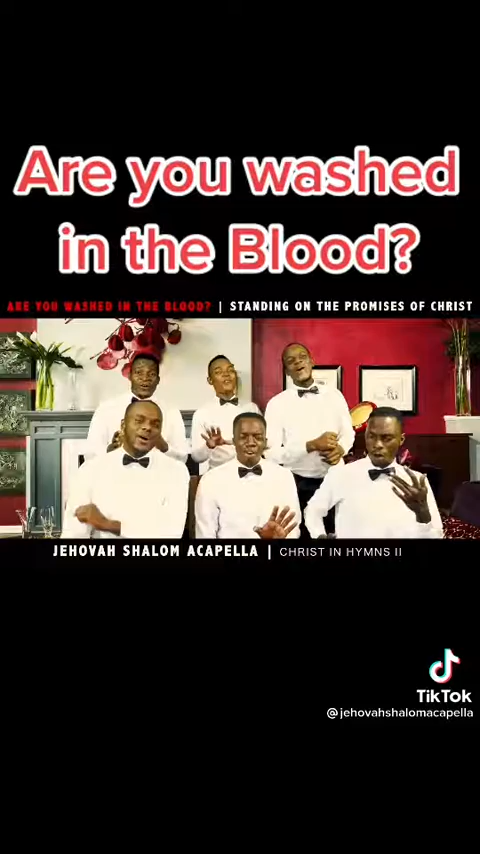 Are you washed
in the Blood?
ARE YOU WASHED IN THE BLOOD? | STANDING ON THE PROMISES OF CHRIST
JEHOVAH SHALOM ACAPELLA | CHRIST IN HYMNS II
TikTok
@jehovahshalomacapella